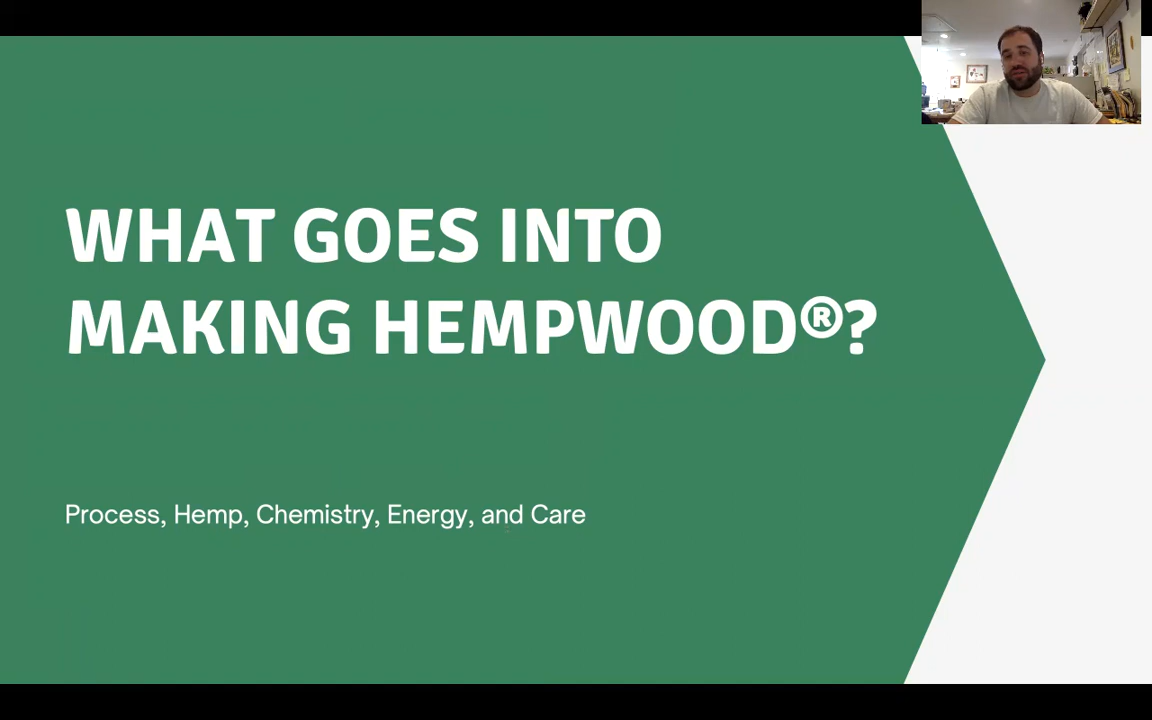 WHAT GOES INTO
MAKING HEMPWOOD®?
Process, Hemp, Chemistry, Energy, and Care